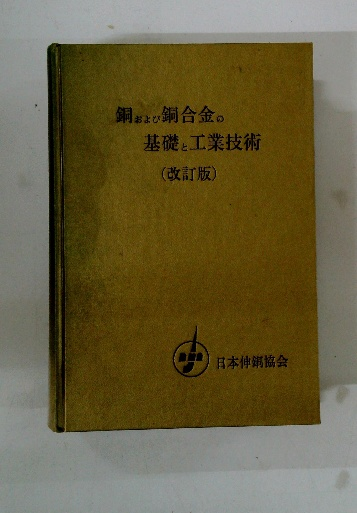 銅および銅合金の
基礎と工業技術
(改訂版)
日本伸銅協会